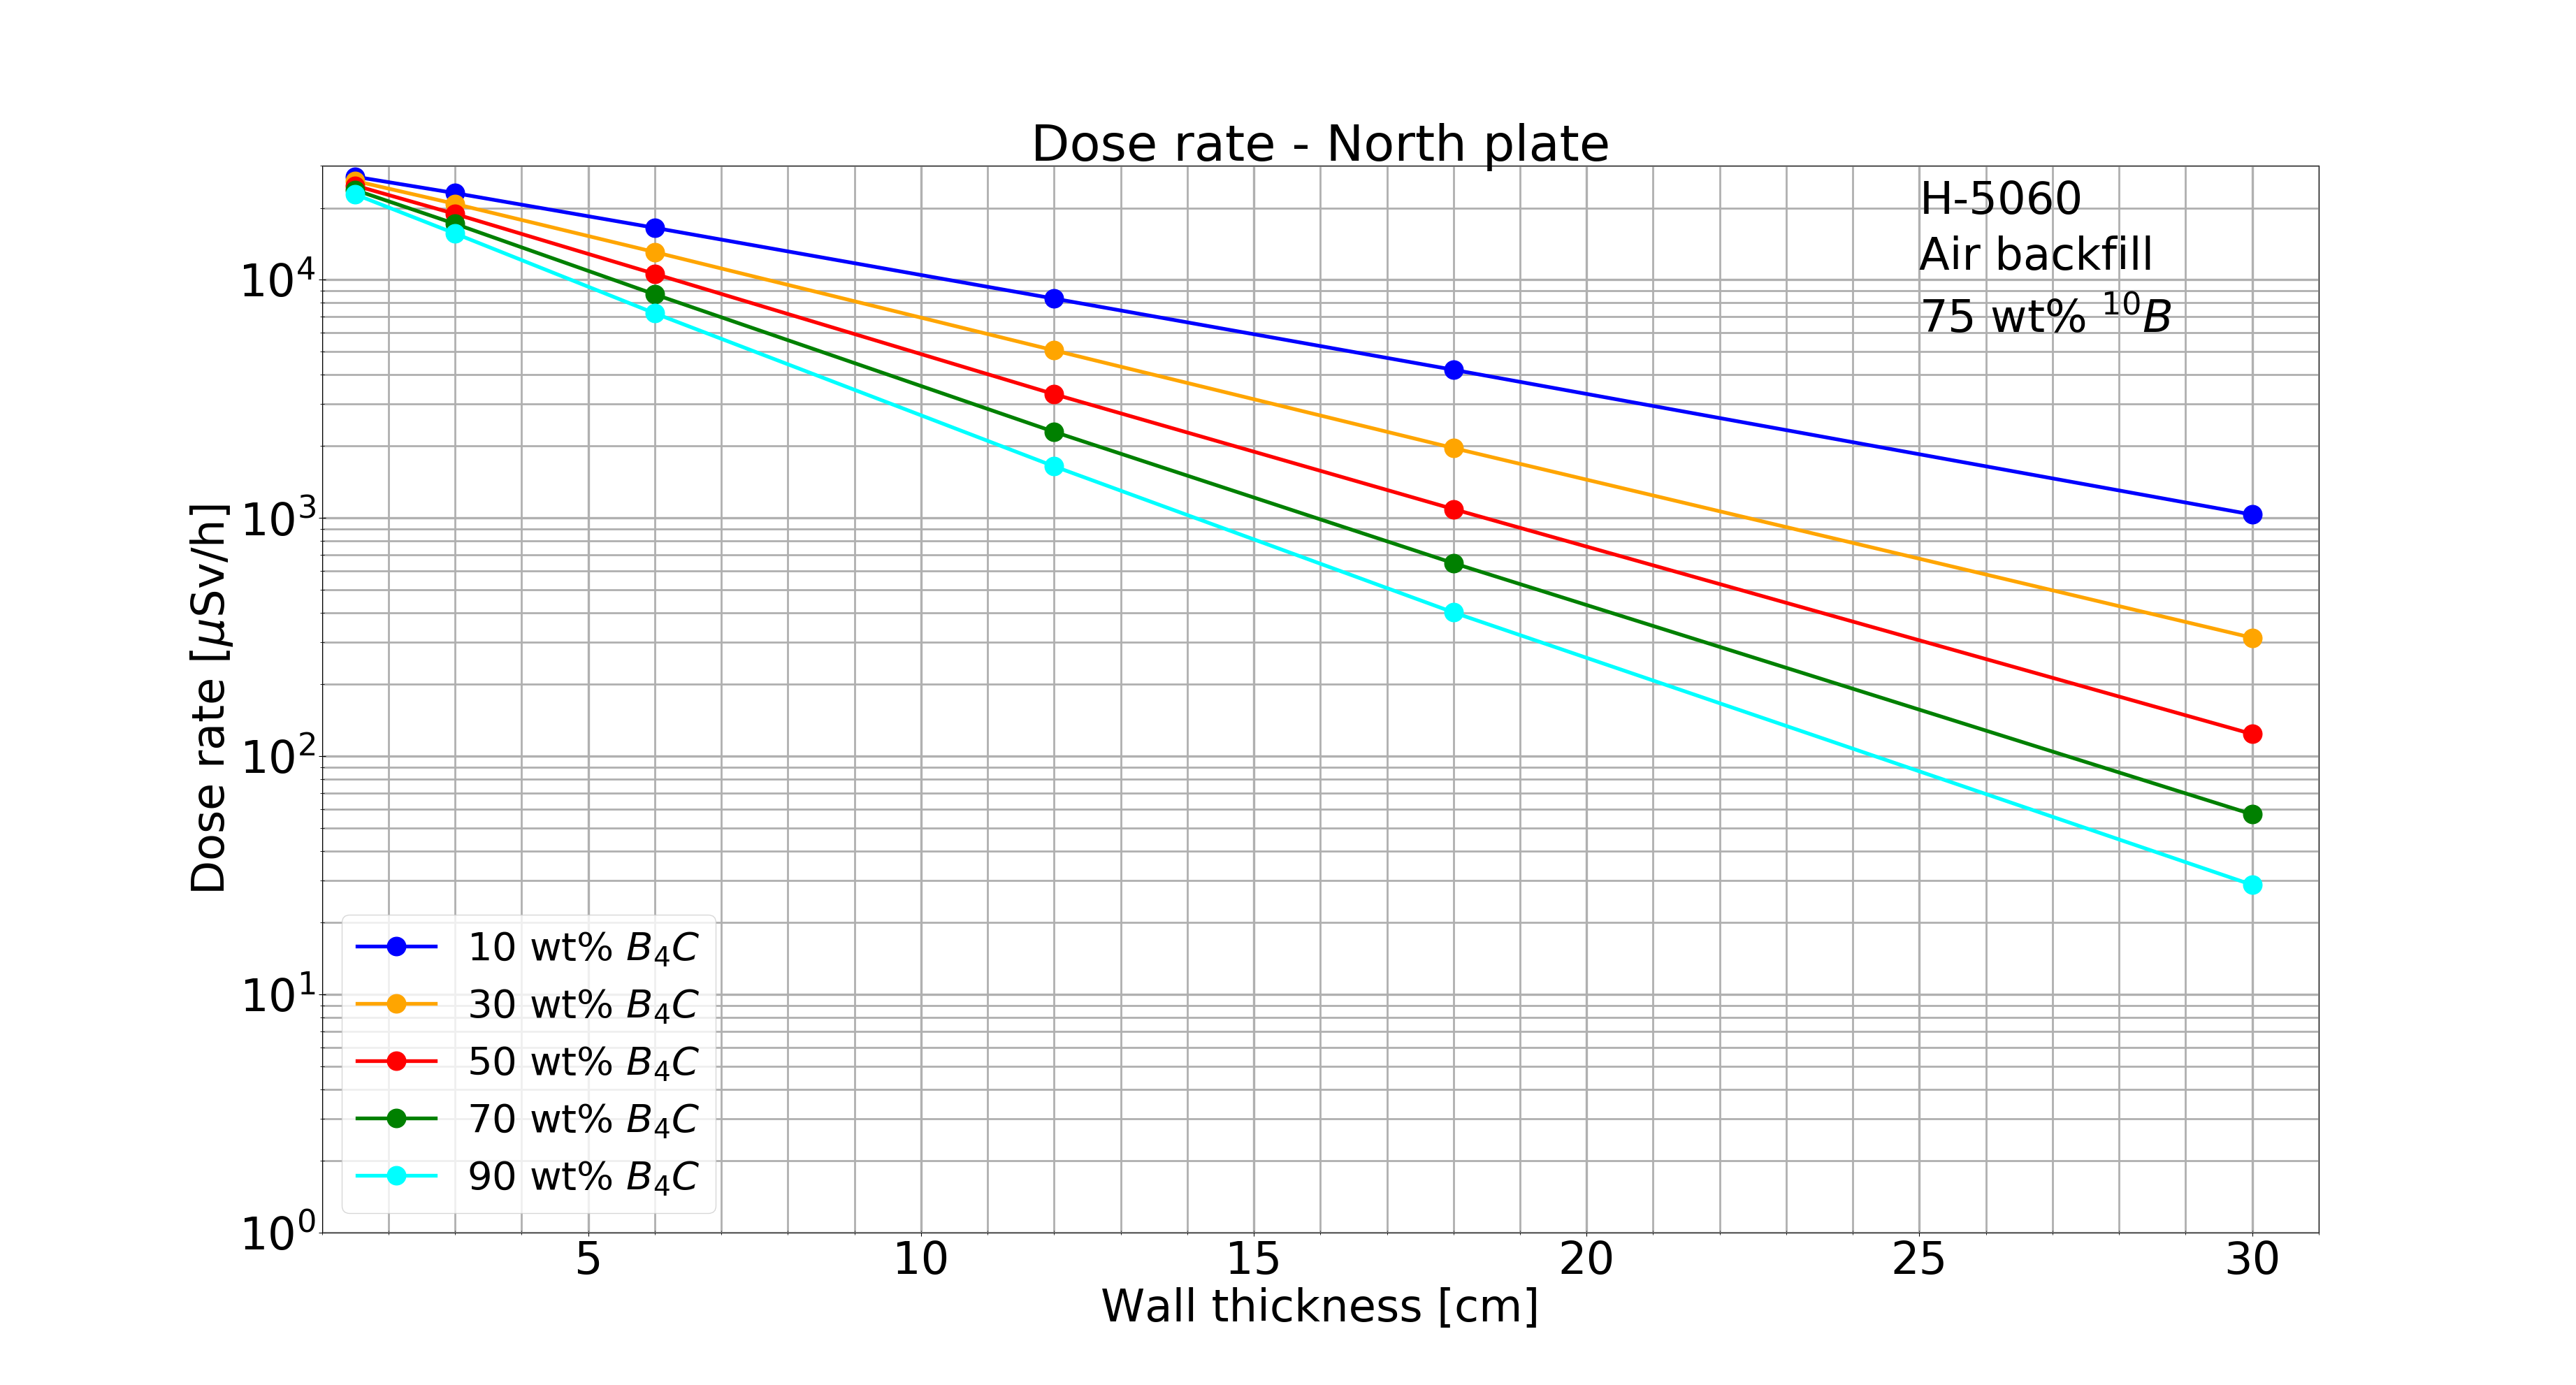 Dose rate - North plate
H-5060
Air backfill
75 wt% ¹⁰B
Dose rate [μSv/h]
10⁴
10³
10²
10¹
10⁰
10 wt% B₄C
30 wt% B₄C
50 wt% B₄C
70 wt% B₄C
90 wt% B₄C
5 10 15 20 25 30
Wall thickness [cm]